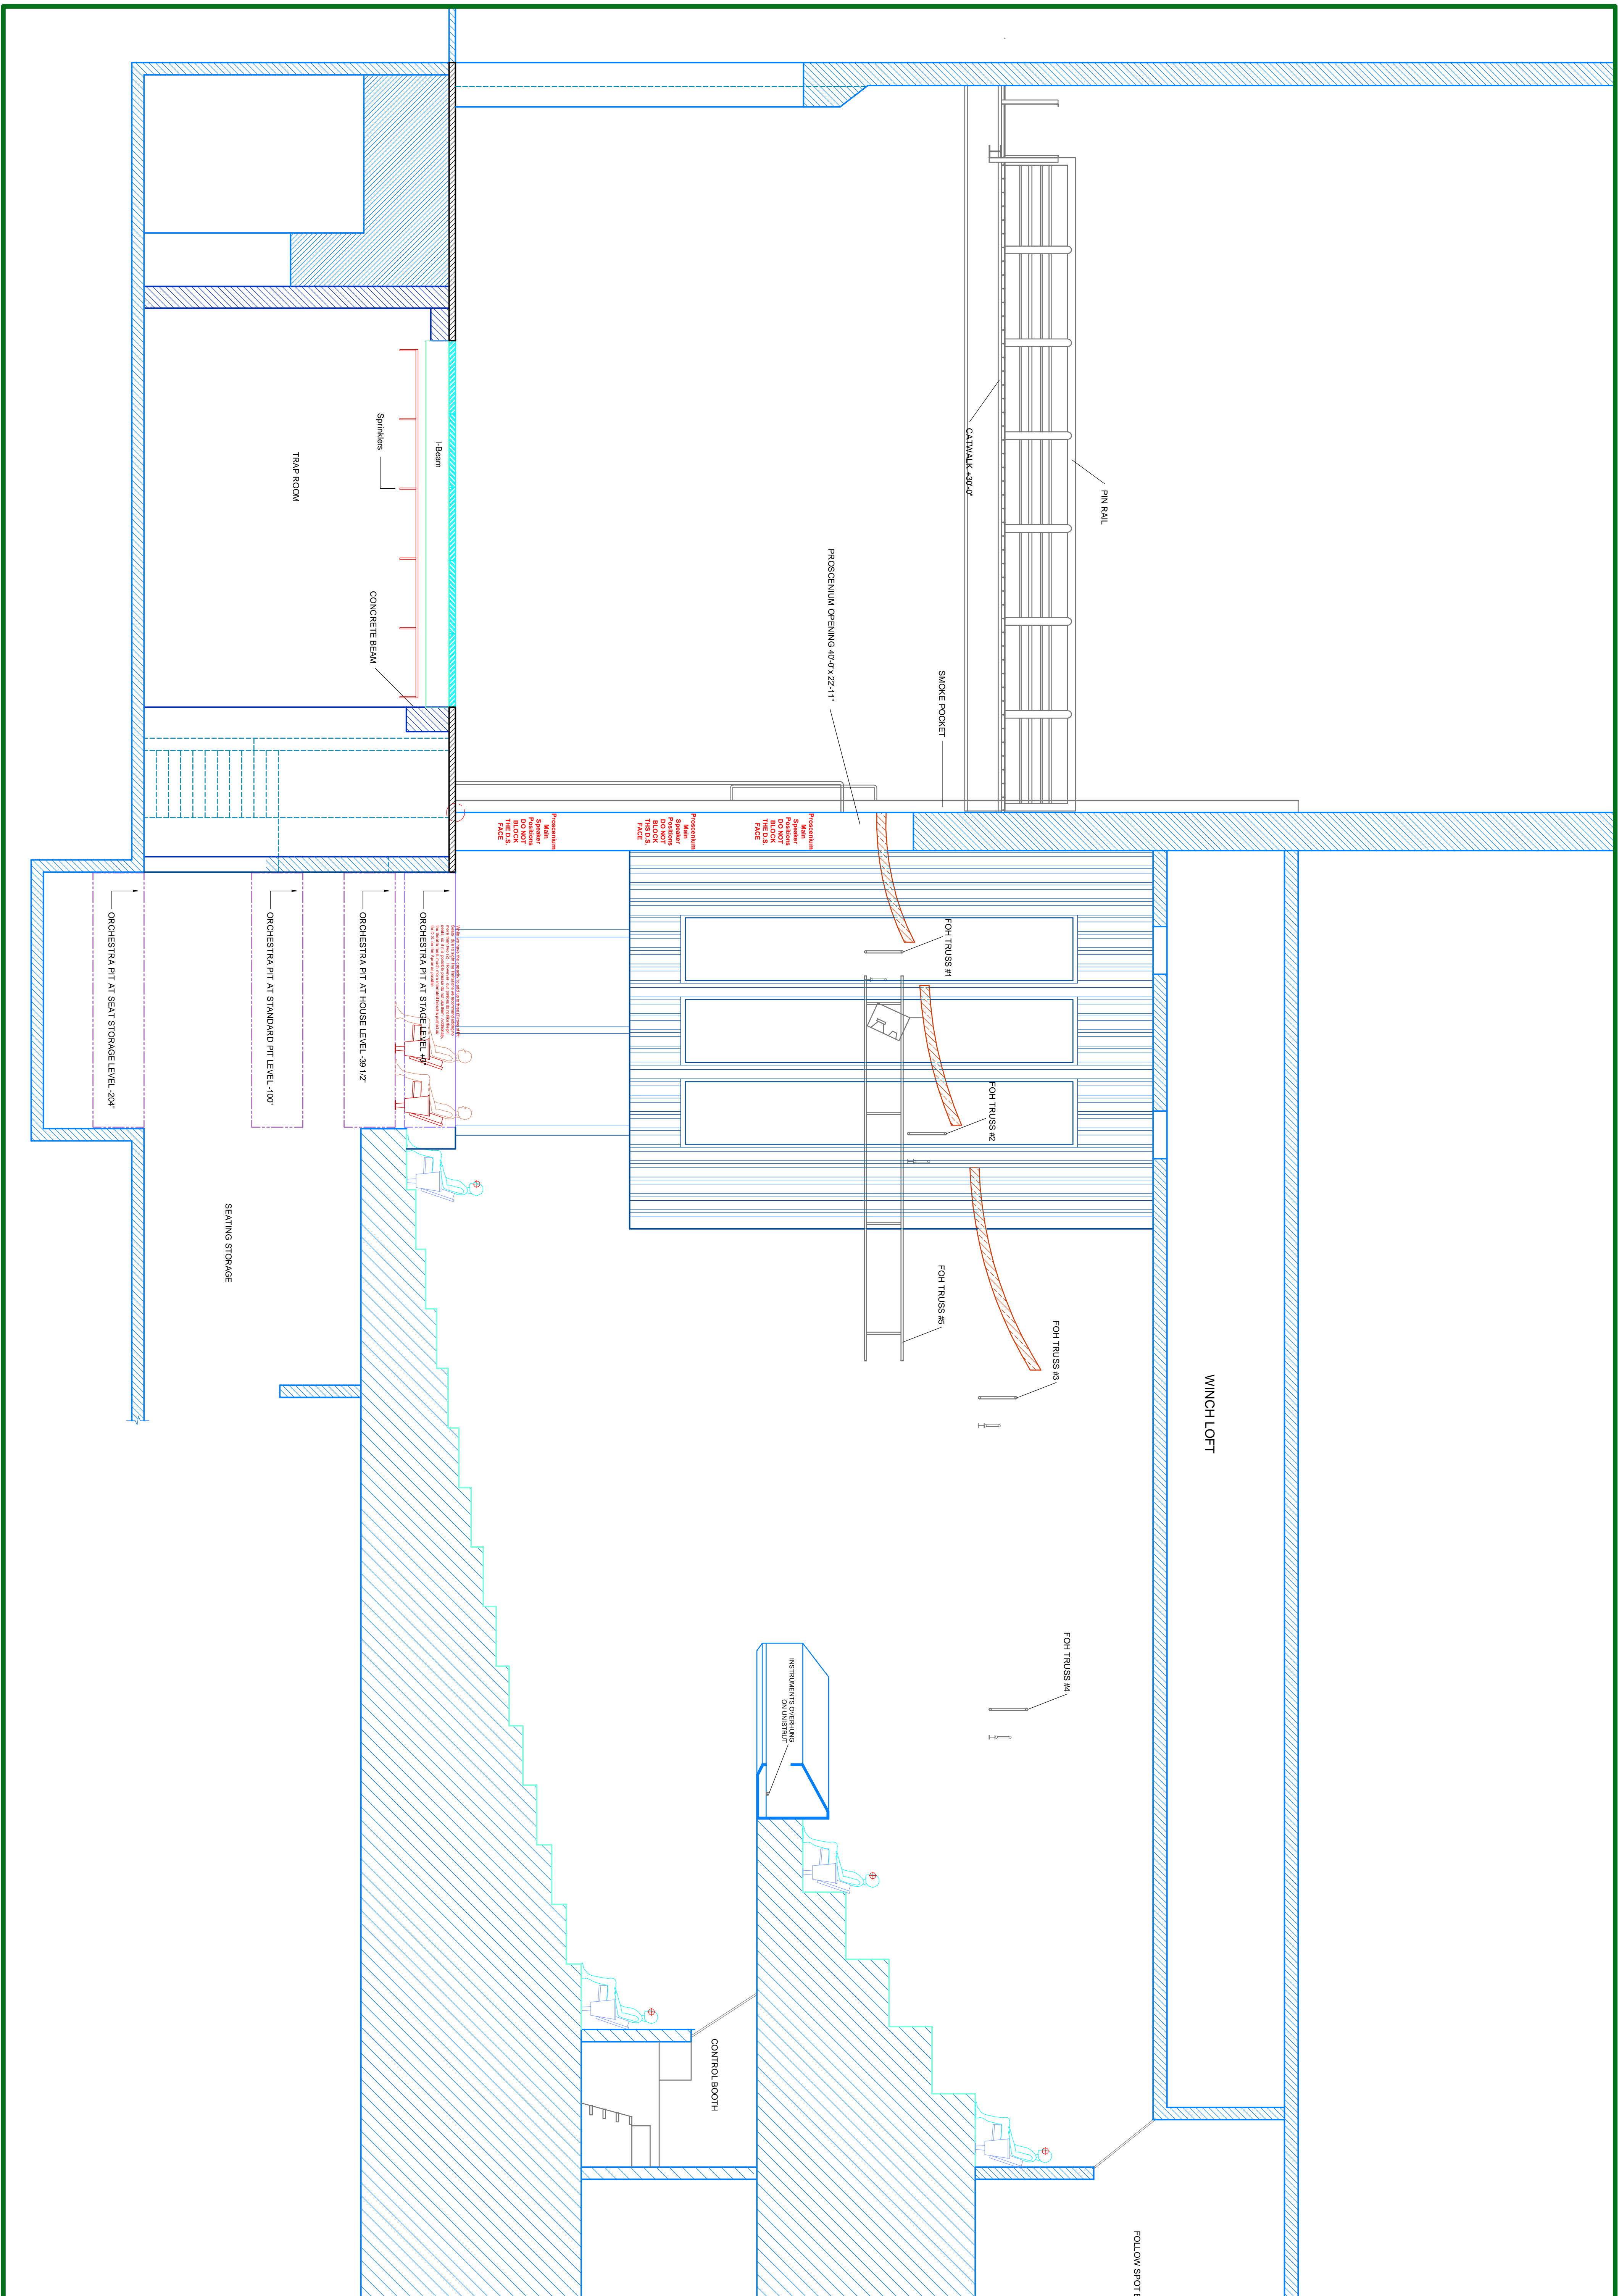 PIN RAIL
CATWALK +30'-0"
SMOKE POCKET
PROSCENIUM OPENING 40'-0"x 22'-11"
Proscenium
Main
Speaker
Positions
DO NOT
BLOCK
THE D.S.
FACE
Proscenium
Main
Speaker
Positions
DO NOT
BLOCK
THS D.S.
FACE
Proscenium
Main
Speaker
Positions
DO NOT
BLOCK
THE D.S.
FACE
I-Beam
Sprinklers
TRAP ROOM
CONCRETE BEAM
WINCH LOFT
FOH TRUSS #1
FOH TRUSS #2
FOH TRUSS #5
FOH TRUSS #3
FOH TRUSS #4
ORCHESTRA PIT AT STAGE LEVEL +0"
ORCHESTRA PIT AT HOUSE LEVEL -39 1/2"
ORCHESTRA PIT AT STANDARD PIT LEVEL -100"
ORCHESTRA PIT AT SEAT STORAGE LEVEL -204"
SEATING STORAGE
INSTRUMENTS OVERHUNG
ON UNISTRUT
CONTROL BOOTH
FOLLOW SPOT